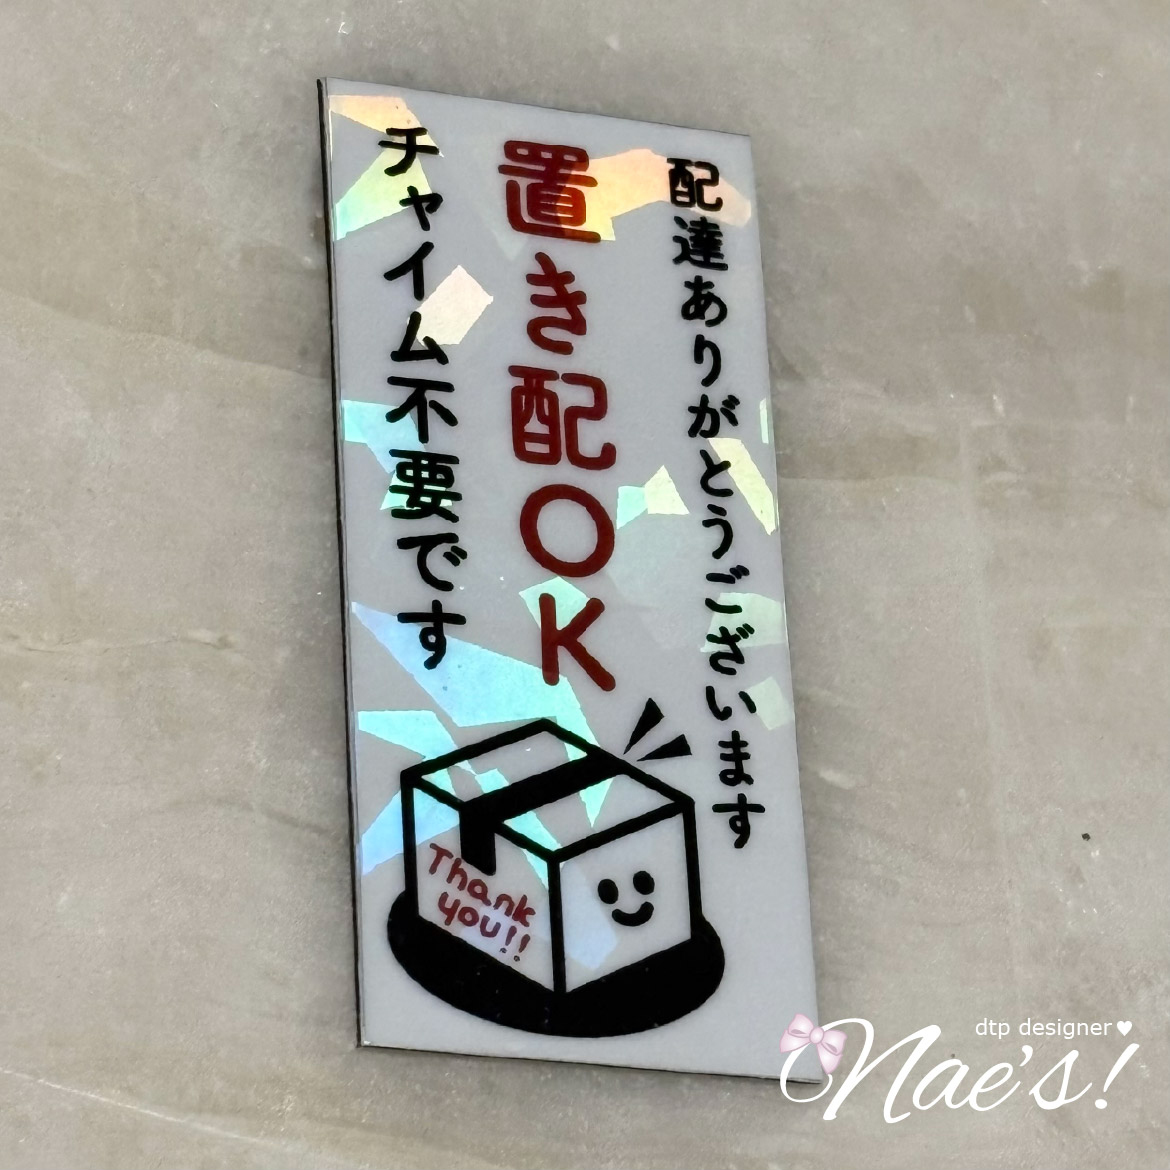 配達ありがとうございます
置き配OK
チャイム不要です
Thank
you!!
dtp designer♥
Nae's!